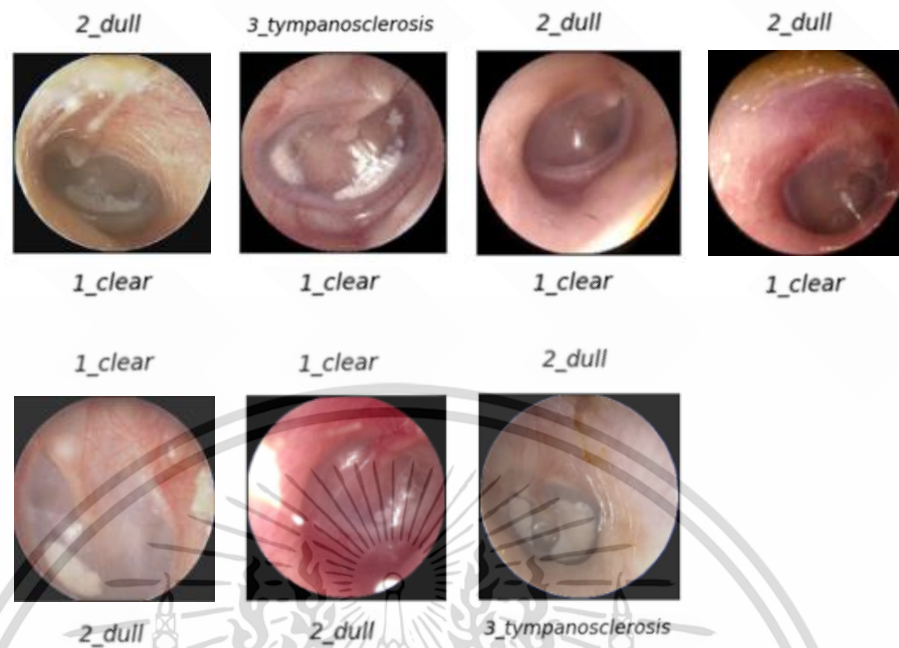 2_dull 3_tympanosclerosis 2_dull 2_dull
1_clear 1_clear 1_clear 1_clear
1_clear 1_clear 2_dull
2_dull 2_dull 3_tympanosclerosis